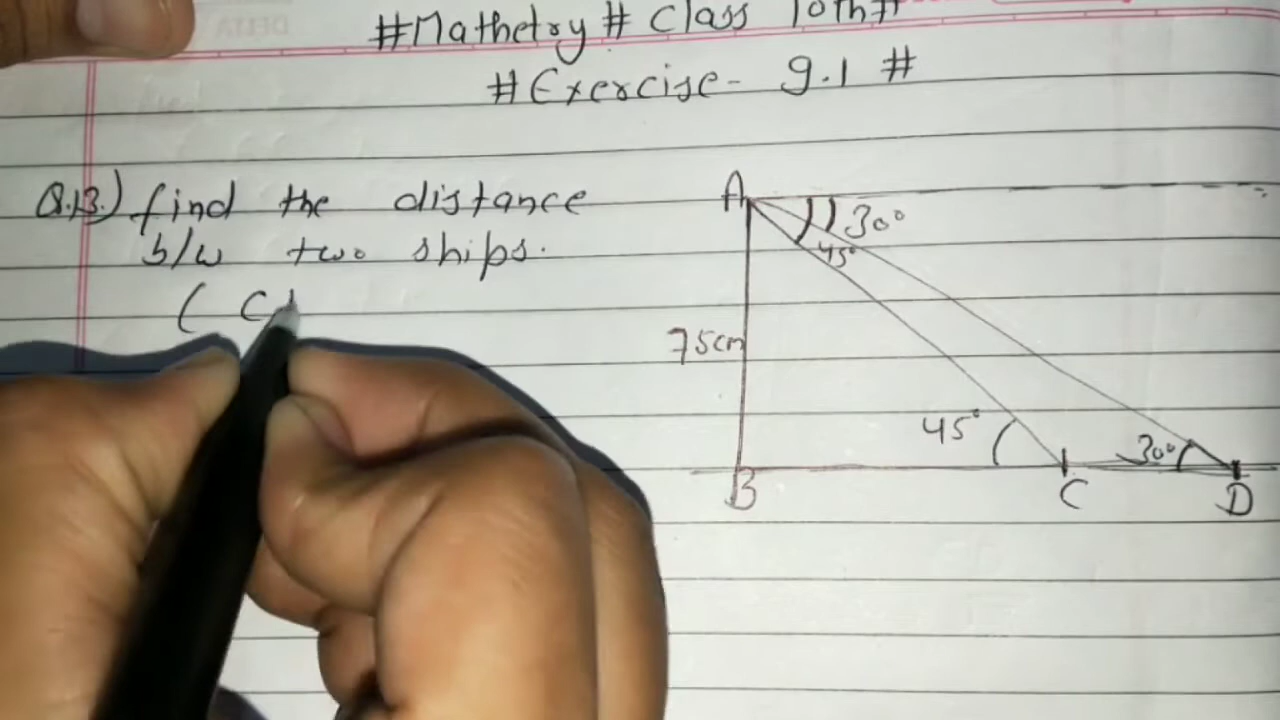 #Mathetry # Class 10th#
#Exercise- 9.1 #
Q.13.) find the distance
b/w two ships.
( C
A
30°
45°
75cm
45°
30°
B
C
D